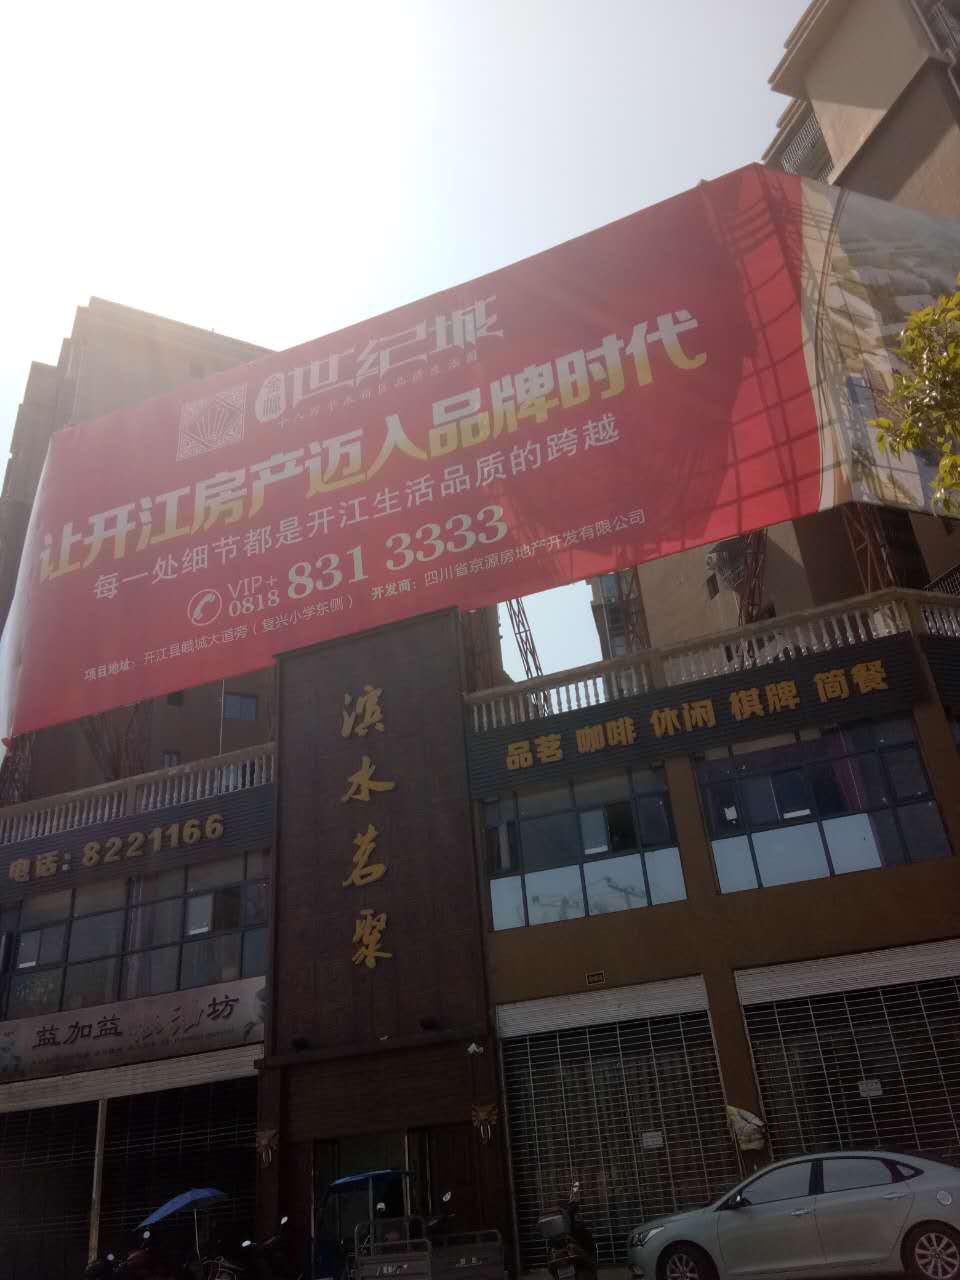 世纪城
让开江房产迈入品牌时代
每一处细节都是开江生活品质的跨越
VIP+
0818 831 3333
项目地址：开江县峨城大道旁（复兴小学东侧） 开发商：四川省京源房地产开发有限公司
滨水茗聚
品茗 咖啡 休闲 棋牌 简餐
电话：8221166
益加益
坊